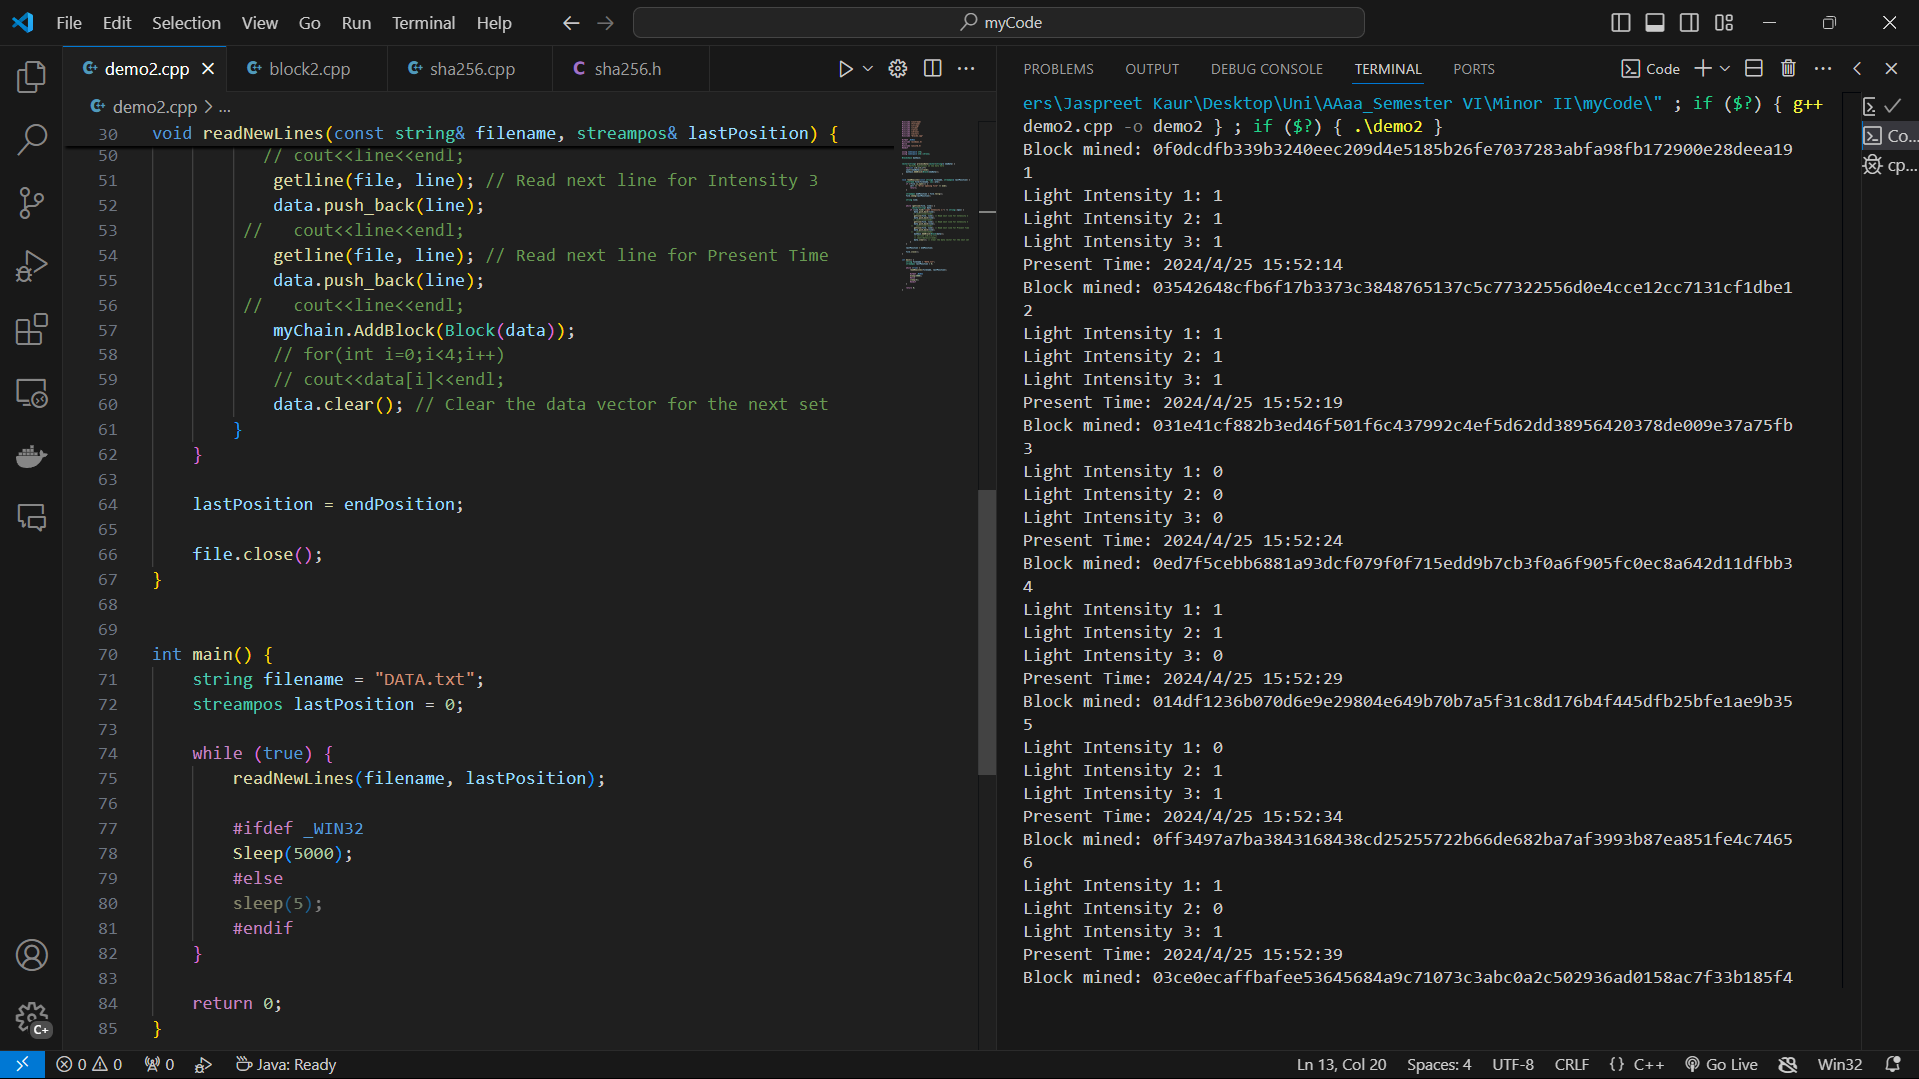 File Edit Selection View Go Run Terminal Help
myCode
demo2.cpp
block2.cpp
sha256.cpp
C sha256.h
demo2.cpp > ...
30 void readNewLines(const string& filename, streampos& lastPosition) {
50 // cout<<line<<endl;
51 getline(file, line); // Read next line for Intensity 3
52 data.push_back(line);
53 // cout<<line<<endl;
54 getline(file, line); // Read next line for Present Time
55 data.push_back(line);
56 // cout<<line<<endl;
57 myChain.AddBlock(Block(data));
58 // for(int i=0;i<4;i++)
59 // cout<<data[i]<<endl;
60 data.clear(); // Clear the data vector for the next set
61 }
62 }
63
64 lastPosition = endPosition;
65
66 file.close();
67 }
68
69
70 int main() {
71 string filename = "DATA.txt";
72 streampos lastPosition = 0;
73
74 while (true) {
75 readNewLines(filename, lastPosition);
76
77 #ifdef _WIN32
78 Sleep(5000);
79 #else
80 sleep(5);
81 #endif
82 }
83
84 return 0;
85 }
PROBLEMS OUTPUT DEBUG CONSOLE TERMINAL PORTS
Code
ers\Jaspreet Kaur\Desktop\Uni\AAaa_Semester VI\Minor II\myCode\" ; if ($?) { g++
demo2.cpp -o demo2 } ; if ($?) { .\demo2 }
Block mined: 0f0dcdfb339b3240eec209d4e5185b26fe7037283abfa98fb172900e28deea19
1
Light Intensity 1: 1
Light Intensity 2: 1
Light Intensity 3: 1
Present Time: 2024/4/25 15:52:14
Block mined: 03542648cfb6f17b3373c3848765137c5c77322556d0e4cce12cc7131cf1dbe1
2
Light Intensity 1: 1
Light Intensity 2: 1
Light Intensity 3: 1
Present Time: 2024/4/25 15:52:19
Block mined: 031e41cf882b3ed46f501f6c437992c4ef5d62dd38956420378de009e37a75fb
3
Light Intensity 1: 0
Light Intensity 2: 0
Light Intensity 3: 0
Present Time: 2024/4/25 15:52:24
Block mined: 0ed7f5cebb6881a93dcf079f0f715edd9b7cb3f0a6f905fc0ec8a642d11dfbb3
4
Light Intensity 1: 1
Light Intensity 2: 1
Light Intensity 3: 0
Present Time: 2024/4/25 15:52:29
Block mined: 014df1236b070d6e9e29804e649b70b7a5f31c8d176b4f445dfb25bfe1ae9b35
5
Light Intensity 1: 0
Light Intensity 2: 1
Light Intensity 3: 1
Present Time: 2024/4/25 15:52:34
Block mined: 0ff3497a7ba3843168438cd25255722b66de682ba7af3993b87ea851fe4c7465
6
Light Intensity 1: 1
Light Intensity 2: 0
Light Intensity 3: 1
Present Time: 2024/4/25 15:52:39
Block mined: 03ce0ecaffbafee53645684a9c71073c3abc0a2c502936ad0158ac7f33b185f4
Co...
cp...
C+
0 0 0 Java: Ready
Ln 13, Col 20 Spaces: 4 UTF-8 CRLF {} C++ Go Live Win32